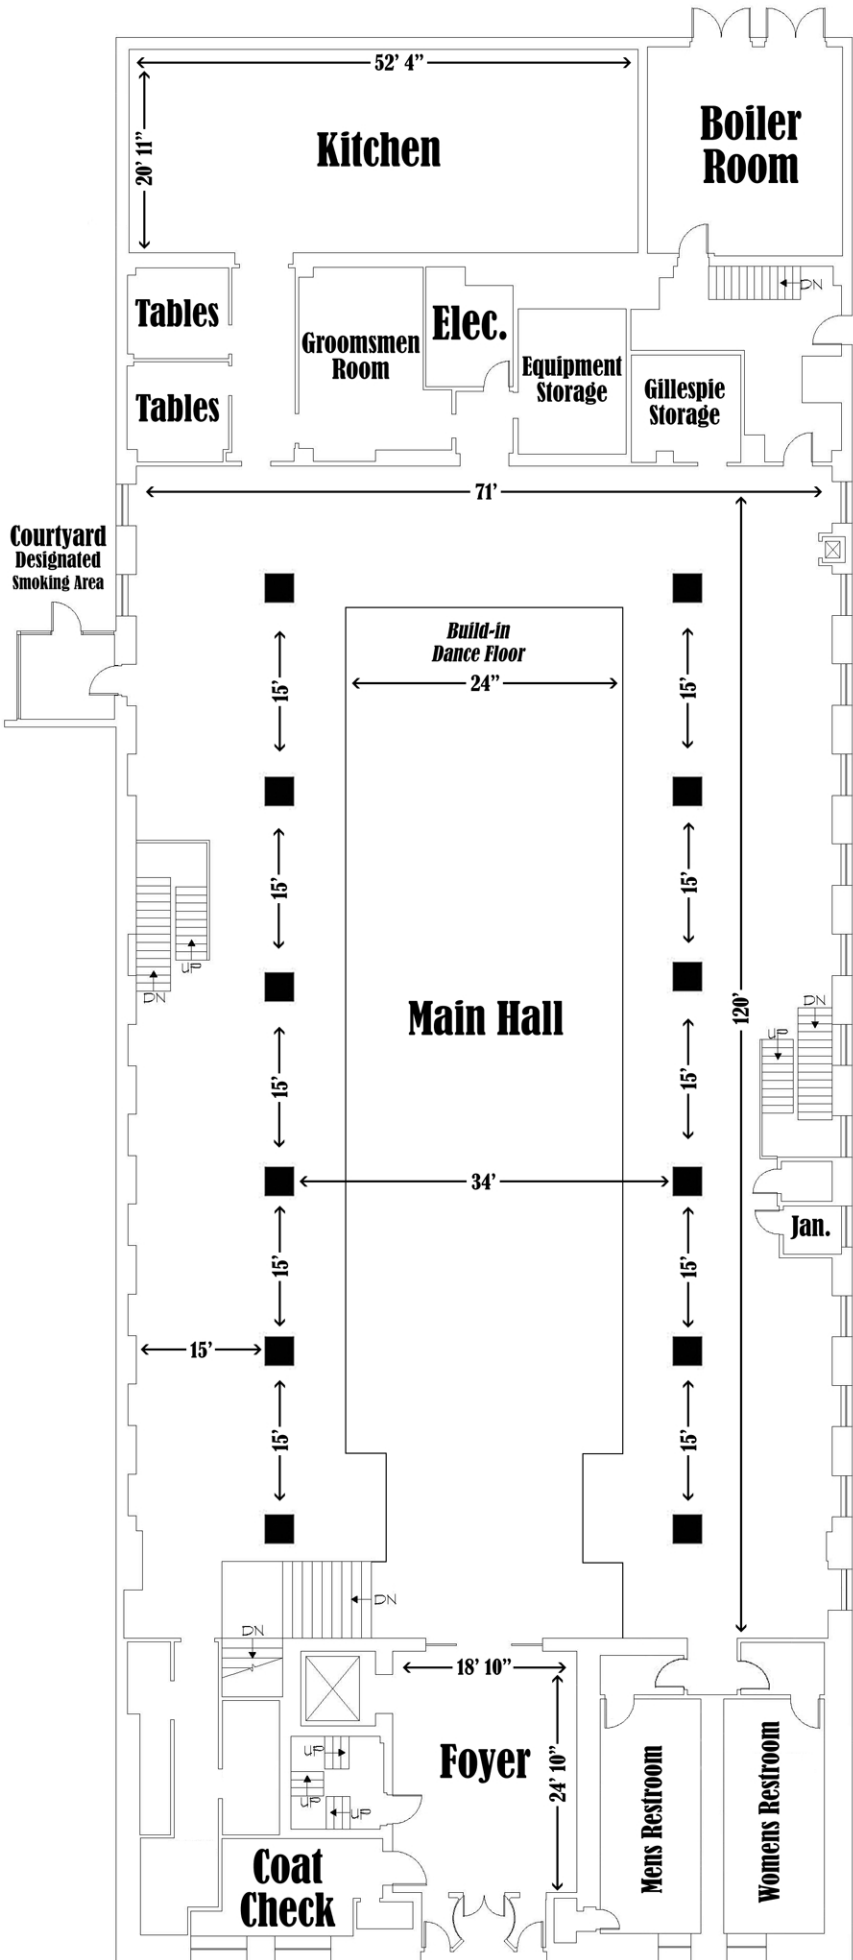 52' 4"
20' 11"
Kitchen
Boiler
Room
Tables
Tables
Groomsmen
Room
Elec.
Equipment
Storage
Gillespie
Storage
DN
71'
Courtyard
Designated
Smoking Area
Build-in
Dance Floor
24"
15'
15'
15'
15'
UP
DN
Main Hall
120'
DN
UP
15'
15'
34'
Jan.
15'
15'
15'
15'
15'
DN
DN
18' 10"
24' 10"
Foyer
UP
UP
UP
Mens Restroom
Womens Restroom
Coat
Check